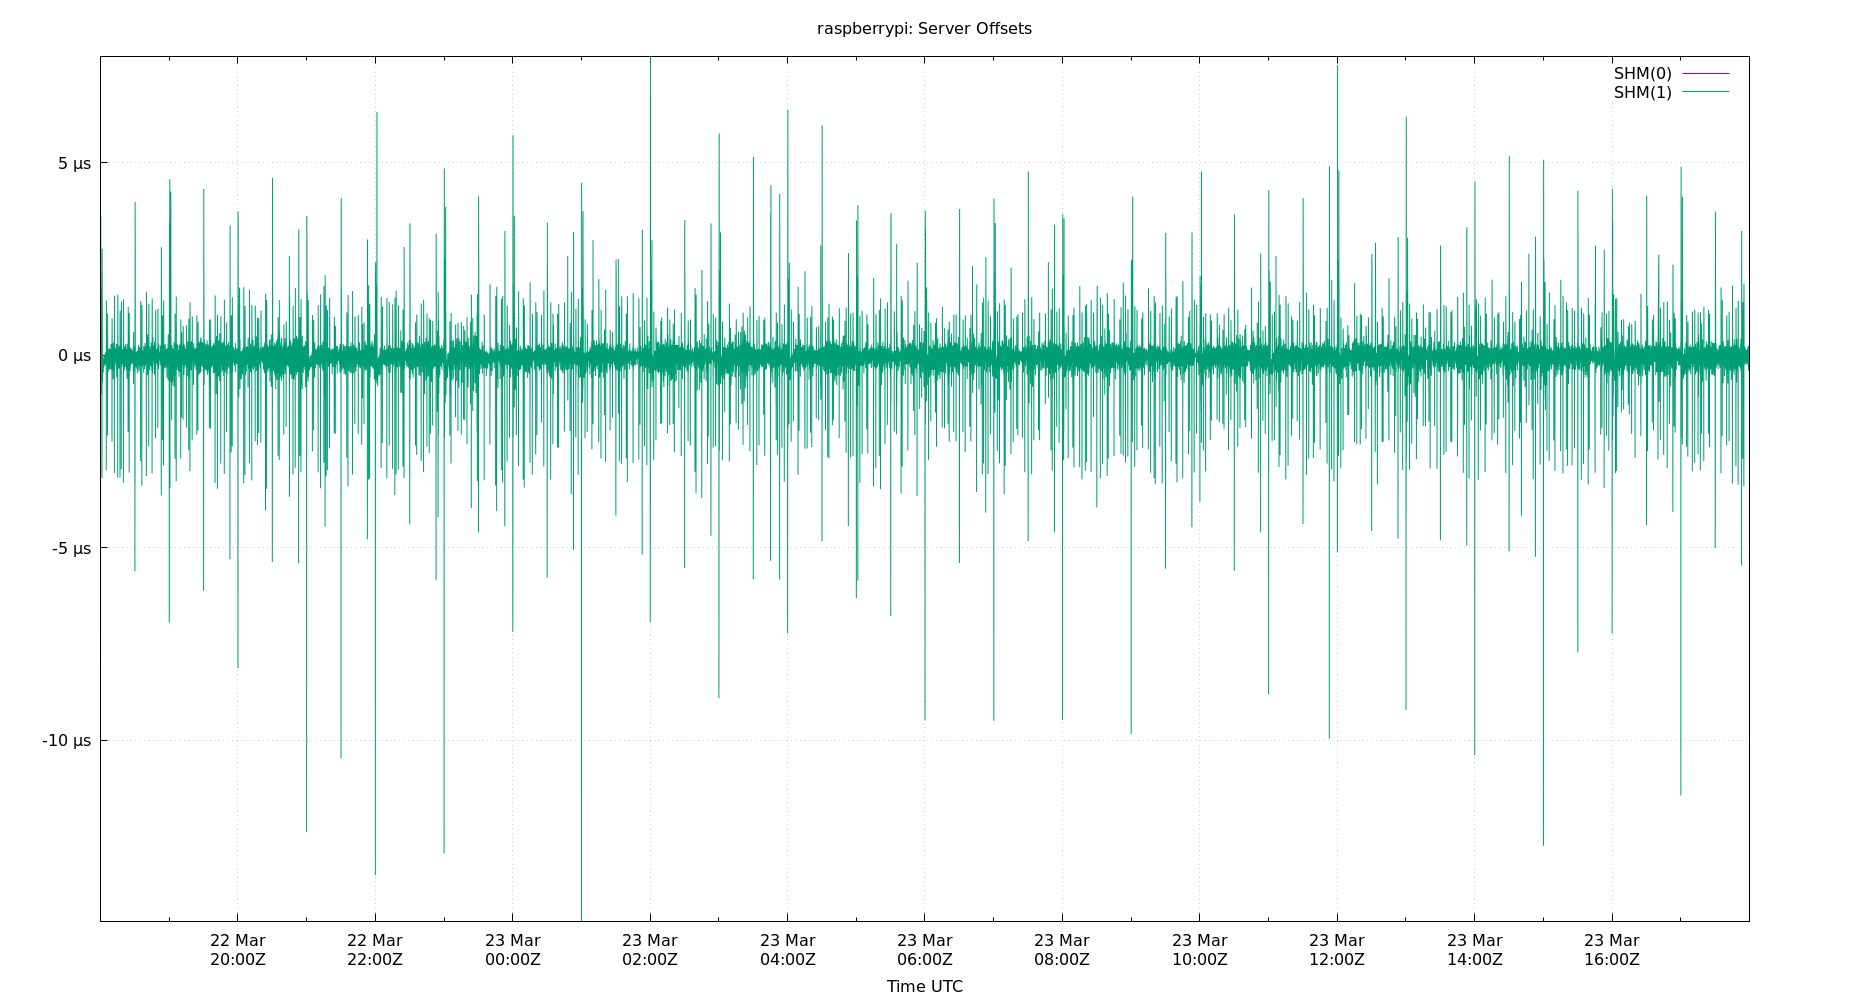 raspberrypi: Server Offsets
SHM(0)
SHM(1)
5 µs
0 µs
-5 µs
-10 µs
22 Mar 22 Mar 23 Mar 23 Mar 23 Mar 23 Mar 23 Mar 23 Mar 23 Mar 23 Mar 23 Mar
20:00Z 22:00Z 00:00Z 02:00Z 04:00Z 06:00Z 08:00Z 10:00Z 12:00Z 14:00Z 16:00Z
Time UTC